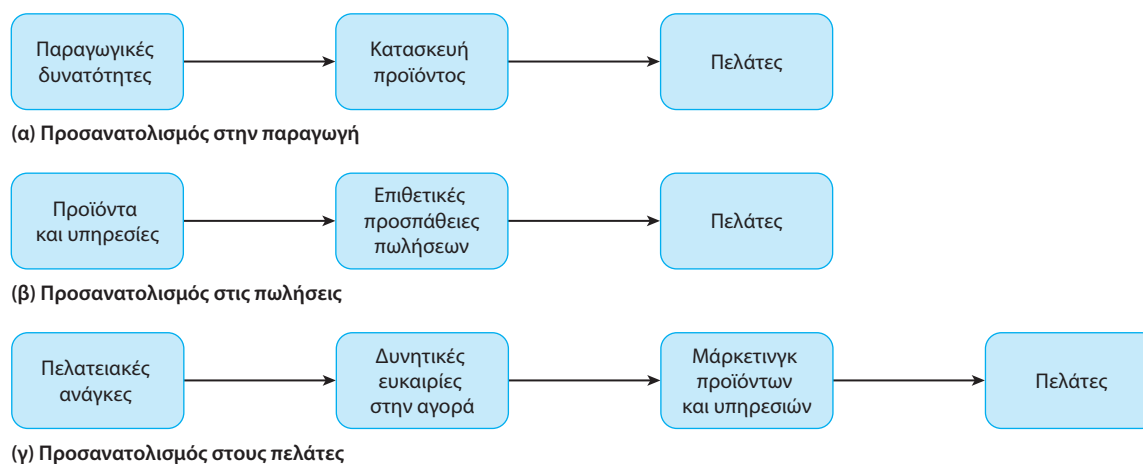 Παραγωγικές
δυνατότητες
Κατασκευή
προϊόντος
Πελάτες
(α) Προσανατολισμός στην παραγωγή
Προϊόντα
και υπηρεσίες
Επιθετικές
προσπάθειες
πωλήσεων
Πελάτες
(β) Προσανατολισμός στις πωλήσεις
Πελατειακές
ανάγκες
Δυνητικές
ευκαιρίες
στην αγορά
Μάρκετινγκ
προϊόντων
και υπηρεσιών
Πελάτες
(γ) Προσανατολισμός στους πελάτες